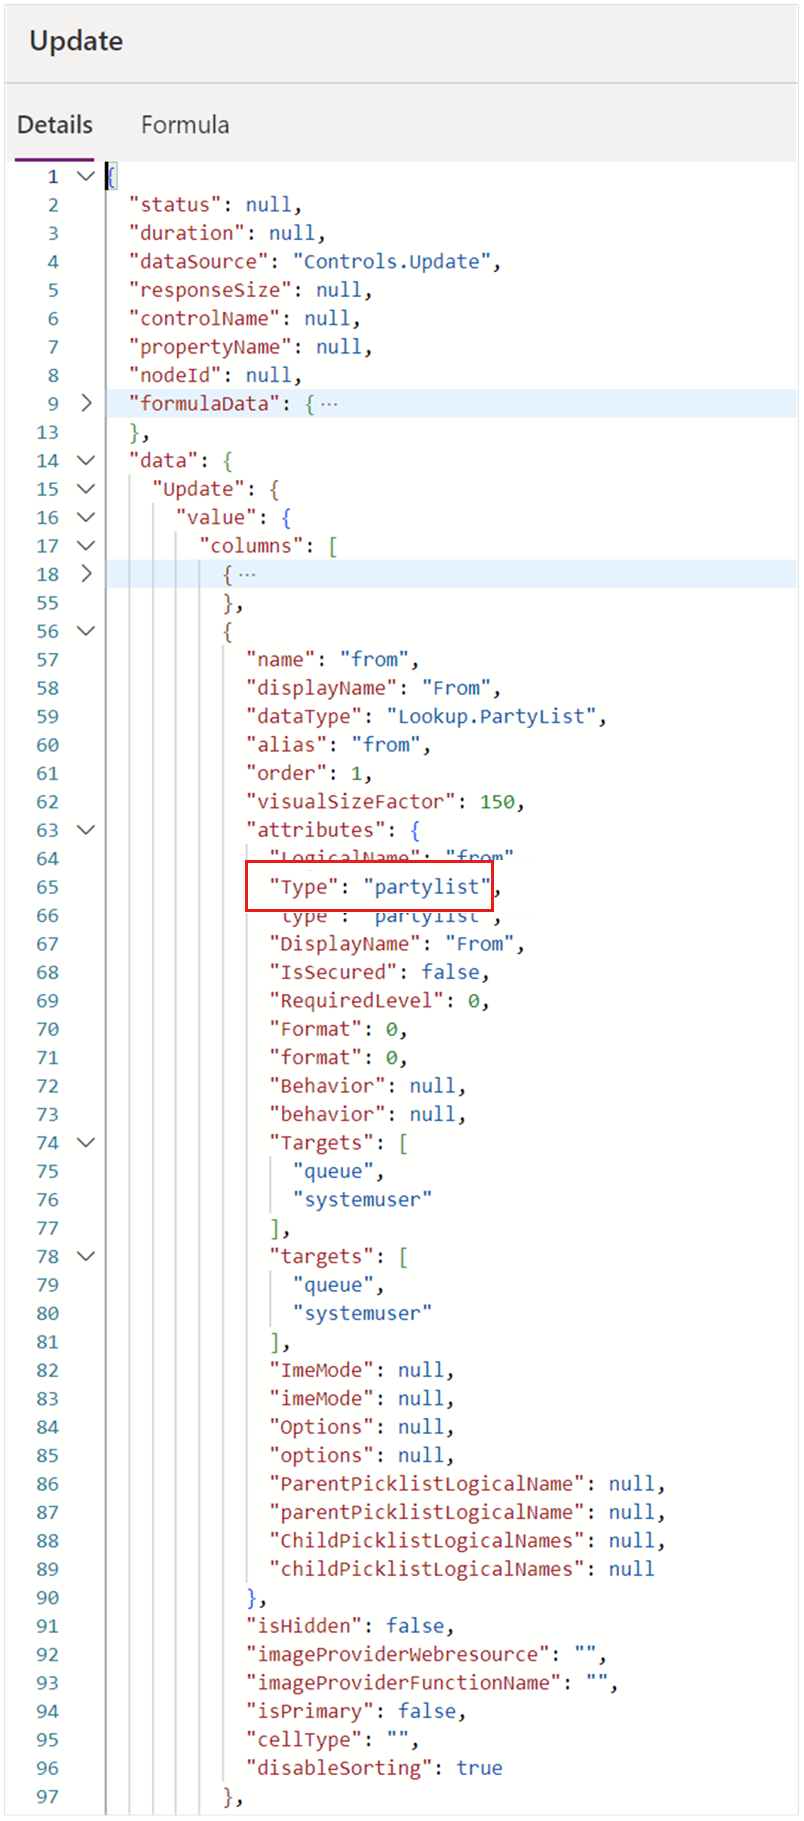 Update
Details Formula
1 {
2 "status": null,
3 "duration": null,
4 "dataSource": "Controls.Update",
5 "responseSize": null,
6 "controlName": null,
7 "propertyName": null,
8 "nodeId": null,
9 "formulaData": { ···
13 },
14 "data": {
15 "Update": {
16 "value": {
17 "columns": [
18 { ···
55 },
56 {
57 "name": "from",
58 "displayName": "From",
59 "dataType": "Lookup.PartyList",
60 "alias": "from",
61 "order": 1,
62 "visualSizeFactor": 150,
63 "attributes": {
64 "LogicalName": "from"
65 "Type": "partylist",
66 type : partylist ,
67 "DisplayName": "From",
68 "IsSecured": false,
69 "RequiredLevel": 0,
70 "Format": 0,
71 "format": 0,
72 "Behavior": null,
73 "behavior": null,
74 "Targets": [
75 "queue",
76 "systemuser"
77 ],
78 "targets": [
79 "queue",
80 "systemuser"
81 ],
82 "ImeMode": null,
83 "imeMode": null,
84 "Options": null,
85 "options": null,
86 "ParentPicklistLogicalName": null,
87 "parentPicklistLogicalName": null,
88 "ChildPicklistLogicalNames": null,
89 "childPicklistLogicalNames": null
90 },
91 "isHidden": false,
92 "imageProviderWebresource": "",
93 "imageProviderFunctionName": "",
94 "isPrimary": false,
95 "cellType": "",
96 "disableSorting": true
97 },